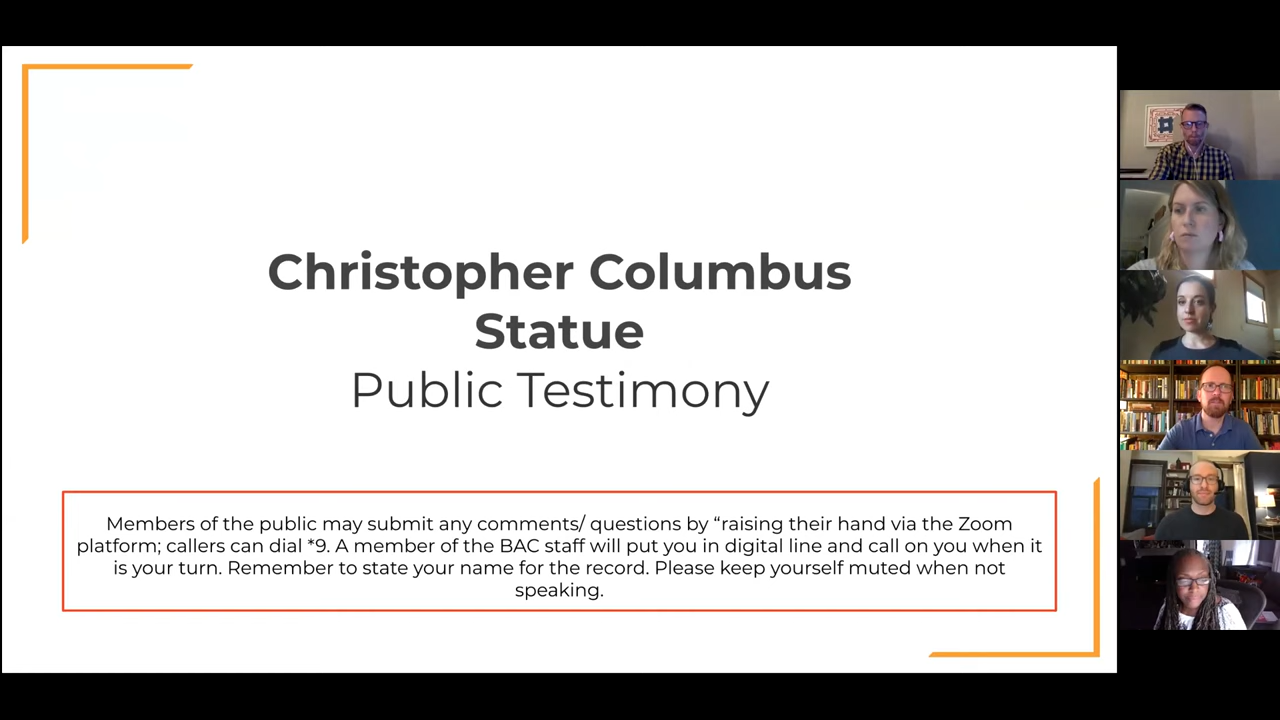 Christopher Columbus
Statue
Public Testimony
Members of the public may submit any comments/ questions by “raising their hand via the Zoom
platform; callers can dial *9. A member of the BAC staff will put you in digital line and call on you when it
is your turn. Remember to state your name for the record. Please keep yourself muted when not
speaking.